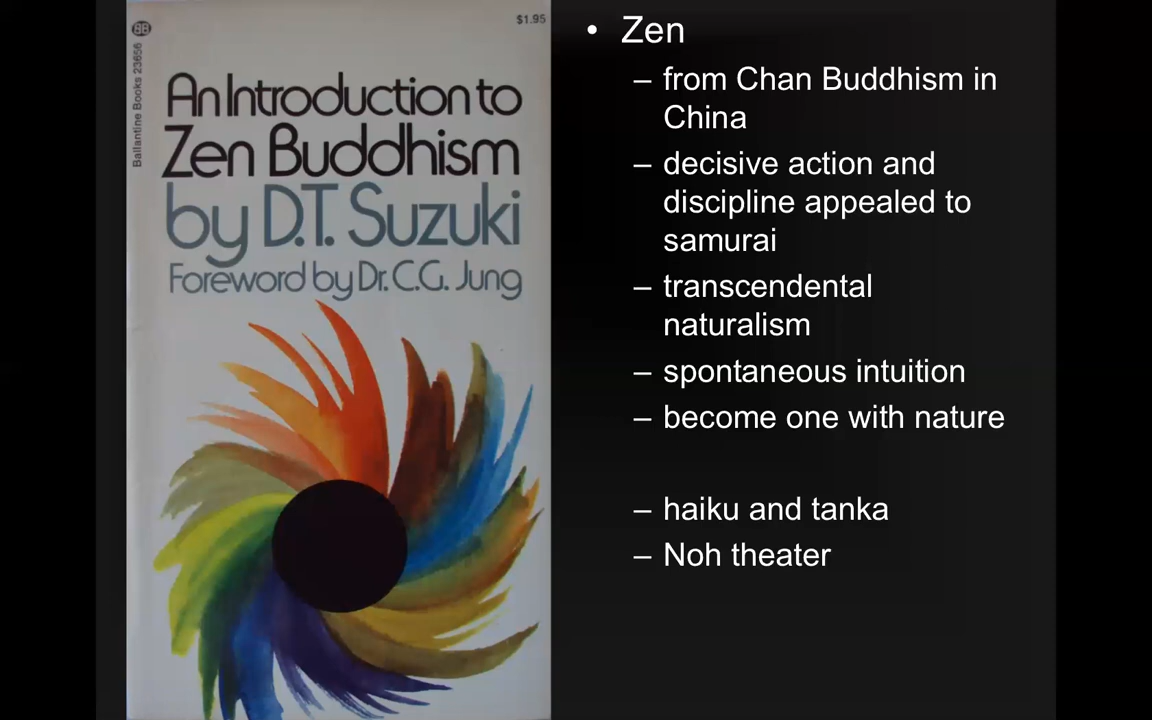 $1.95
BB
Ballantine Books 23656
An Introduction to
Zen Buddhism
by D.T. Suzuki
Foreword by Dr. C.G. Jung
• Zen
– from Chan Buddhism in
China
– decisive action and
discipline appealed to
samurai
– transcendental
naturalism
– spontaneous intuition
– become one with nature
– haiku and tanka
– Noh theater